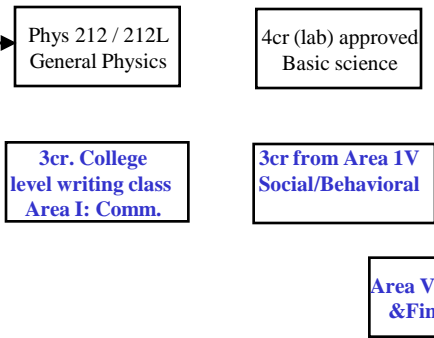 Phys 212 / 212L
General Physics
4cr (lab) approved
Basic science
3cr. College
level writing class
Area I: Comm.
3cr from Area 1V
Social/Behavioral
Area V
&Fin